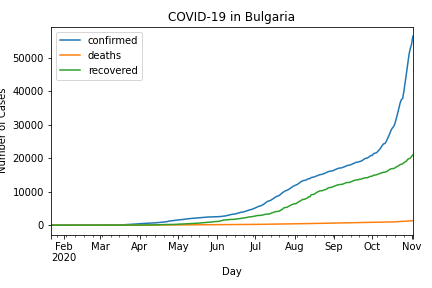 COVID-19 in Bulgaria
confirmed
deaths
recovered
50000
40000
30000
20000
10000
0
Number of Cases
Feb Mar Apr May Jun Jul Aug Sep Oct Nov
2020
Day